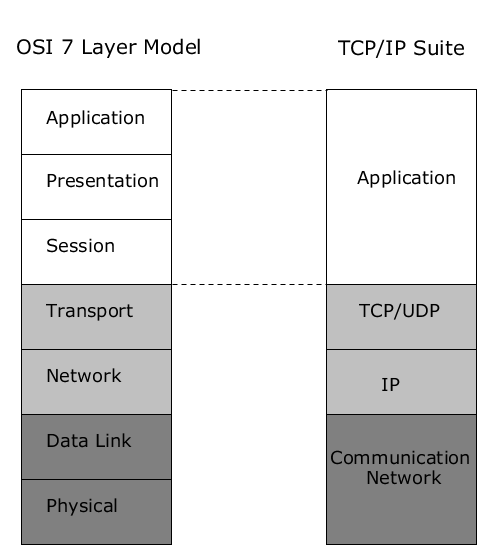 OSI 7 Layer Model
Application
Presentation
Session
Transport
Network
Data Link
Physical
TCP/IP Suite
Application
TCP/UDP
IP
Communication
Network